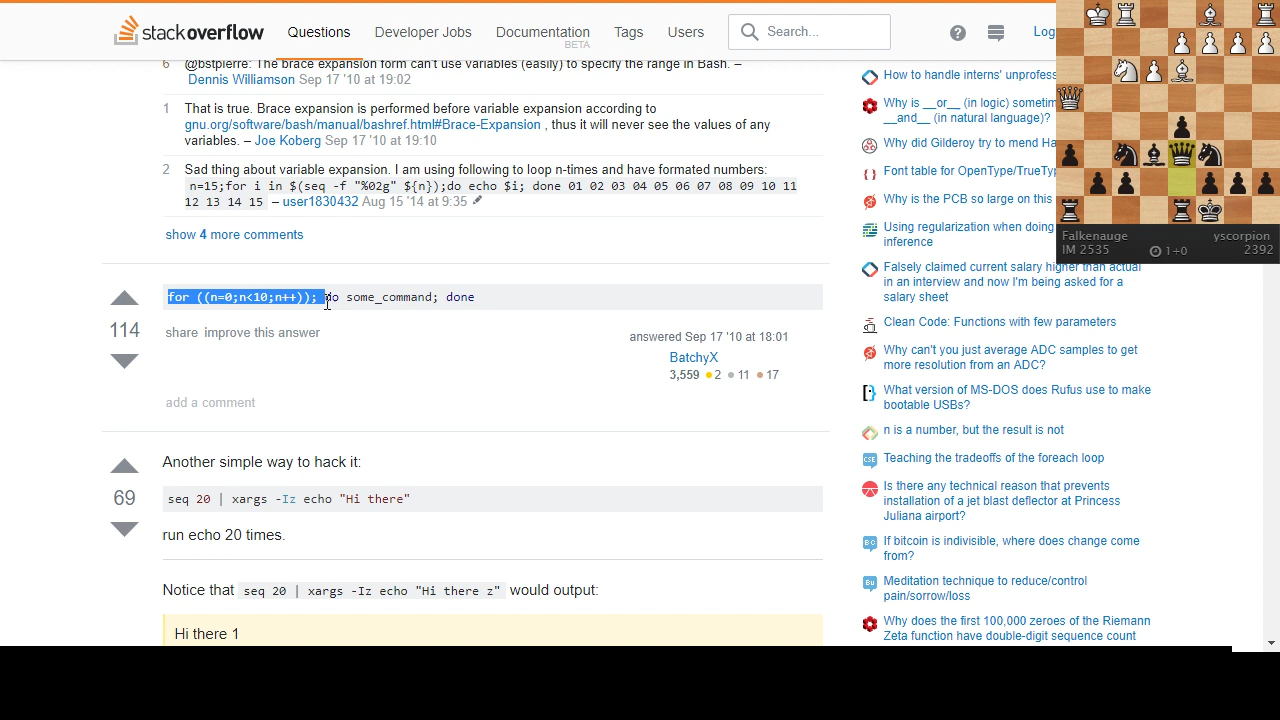 stackoverflow Questions Developer Jobs Documentation BETA Tags Users Search... Log
6 @bstpierre: The brace expansion form can't use variables (easily) to specify the range in Bash. –
Dennis Williamson Sep 17 '10 at 19:02
1 That is true. Brace expansion is performed before variable expansion according to
gnu.org/software/bash/manual/bashref.html#Brace-Expansion , thus it will never see the values of any
variables. – Joe Koberg Sep 17 '10 at 19:10
2 Sad thing about variable expansion. I am using following to loop n-times and have formated numbers:
n=15;for i in $(seq -f "%02g" ${n});do echo $i; done 01 02 03 04 05 06 07 08 09 10 11
12 13 14 15 – user1830432 Aug 15 '14 at 9:35
show 4 more comments
for ((n=0;n<10;n++)); do some_command; done
114
share improve this answer
answered Sep 17 '10 at 18:01
BatchyX
3,559 2 11 17
add a comment
Another simple way to hack it:
69
seq 20 | xargs -Iz echo "Hi there"
run echo 20 times.
Notice that seq 20 | xargs -Iz echo "Hi there z" would output:
Hi there 1
How to handle interns' unprofess
Why is __or__ (in logic) sometim
__and__ (in natural language)?
Why did Gilderoy try to mend Ha
Font table for OpenType/TrueTyp
Why is the PCB so large on this
Using regularization when doing
inference
Falsely claimed current salary higher than actual
in an interview and now I'm being asked for a
salary sheet
Clean Code: Functions with few parameters
Why can't you just average ADC samples to get
more resolution from an ADC?
What version of MS-DOS does Rufus use to make
bootable USBs?
n is a number, but the result is not
CSE
Teaching the tradeoffs of the foreach loop
Is there any technical reason that prevents
installation of a jet blast deflector at Princess
Juliana airport?
BC
If bitcoin is indivisible, where does change come
from?
Bu
Meditation technique to reduce/control
pain/sorrow/loss
Why does the first 100,000 zeroes of the Riemann
Zeta function have double-digit sequence count
Falkenauge yscorpion
IM 2535 1+0 2392